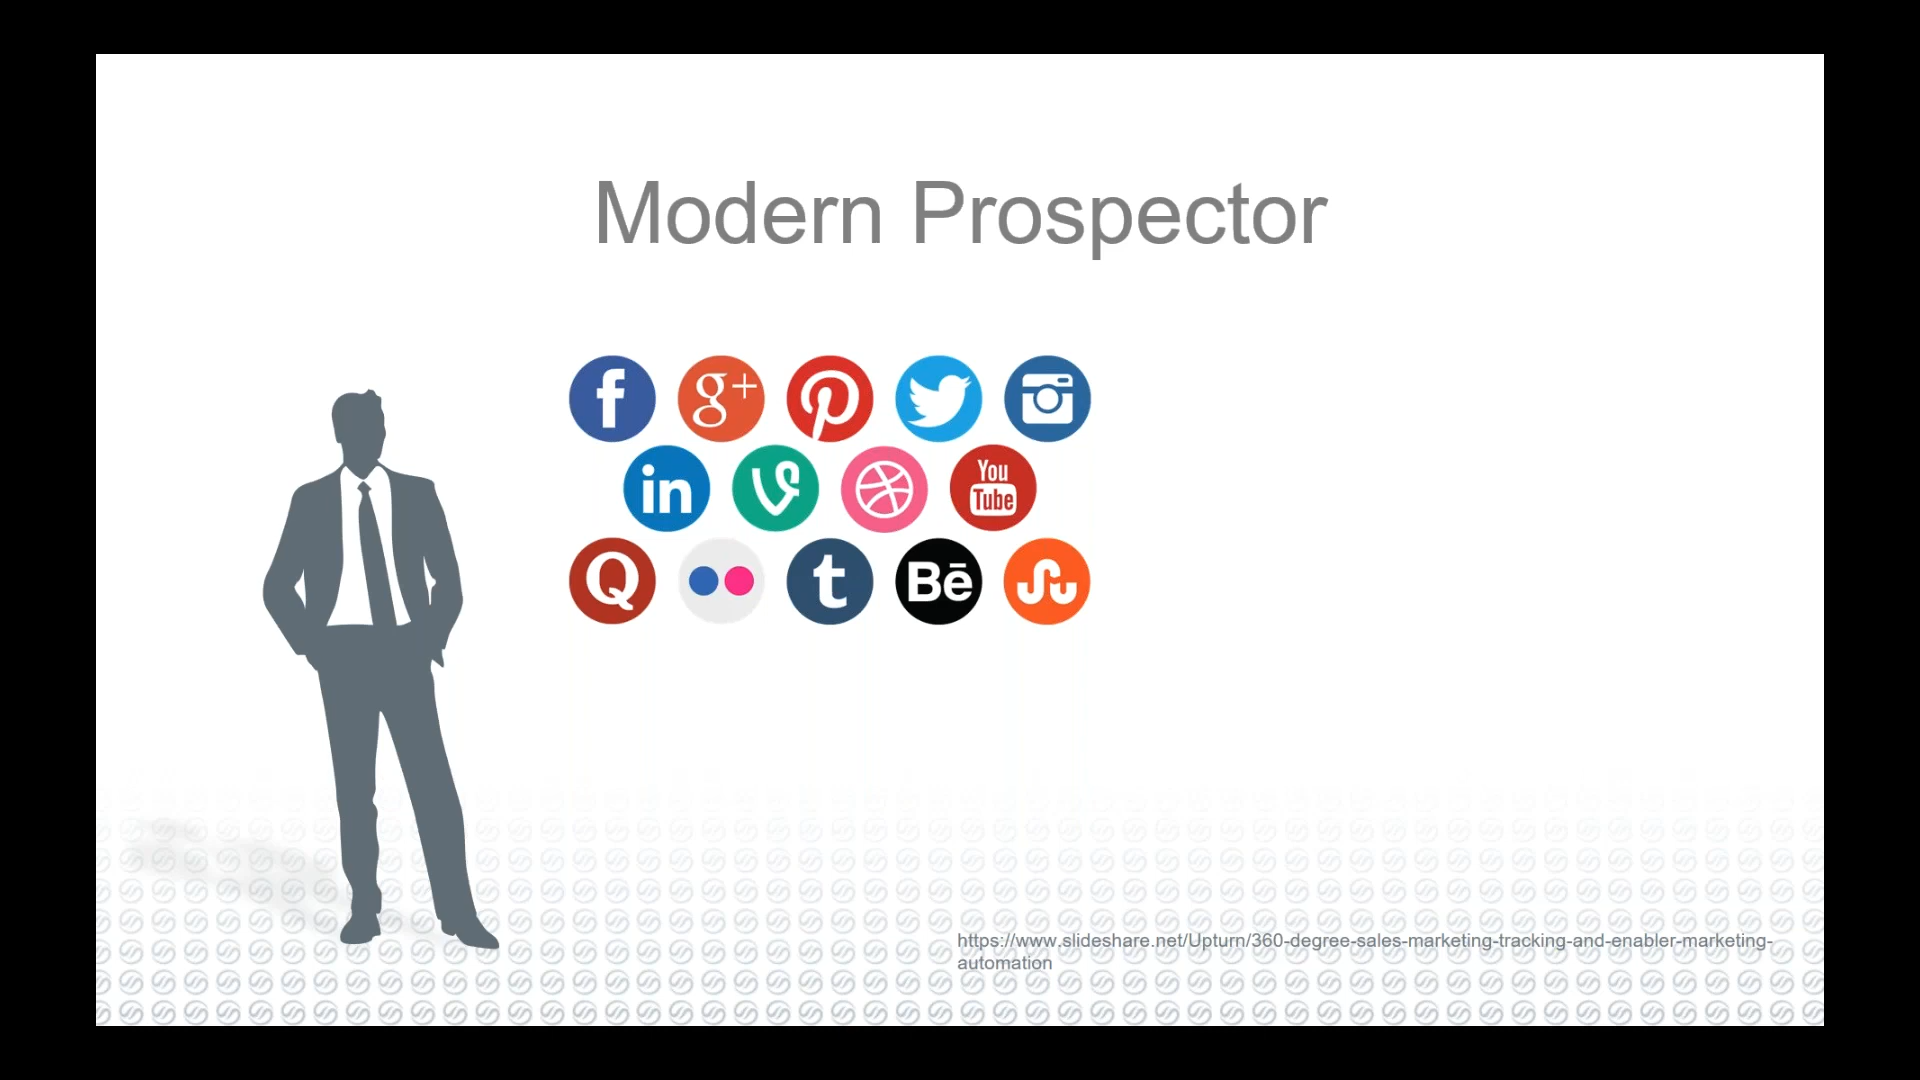 Modern Prospector
f g+ p
in
You
Tube
Q t Bē
https://www.slideshare.net/Upturn/360-degree-sales-marketing-tracking-and-enabler-marketing-
automation